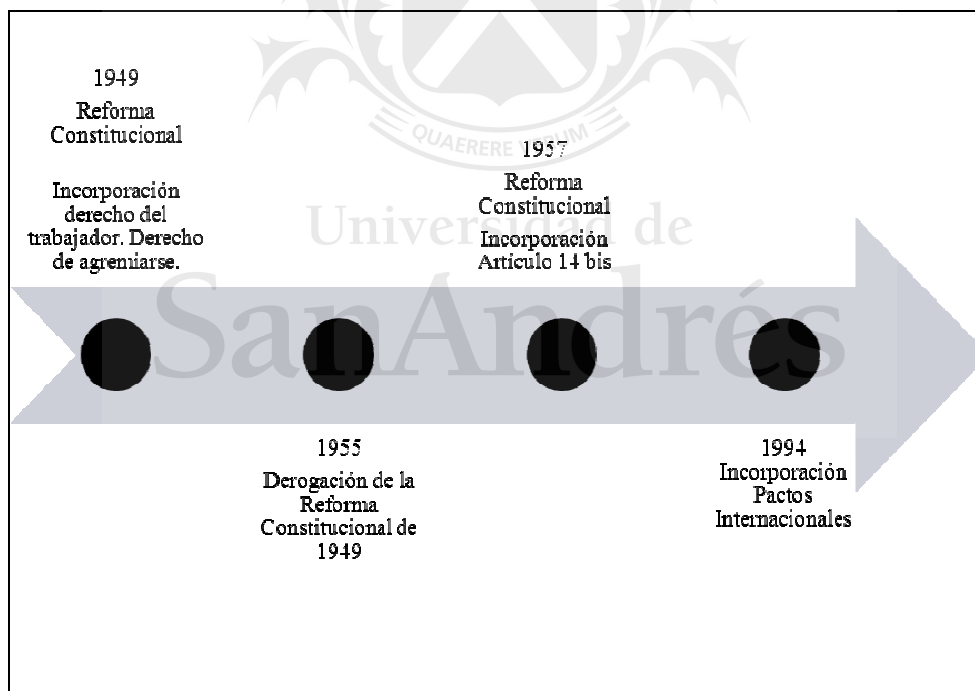 1949
Reforma
Constitucional
Incorporación
derecho del
trabajador. Derecho
de agremiarse.
1955
Derogación de la
Reforma
Constitucional de
1949
1957
Reforma
Constitucional
Incorporación
Artículo 14 bis
1994
Incorporación
Pactos
Internacionales
QUAERERE VERUM
Universidad de
SanAndrés